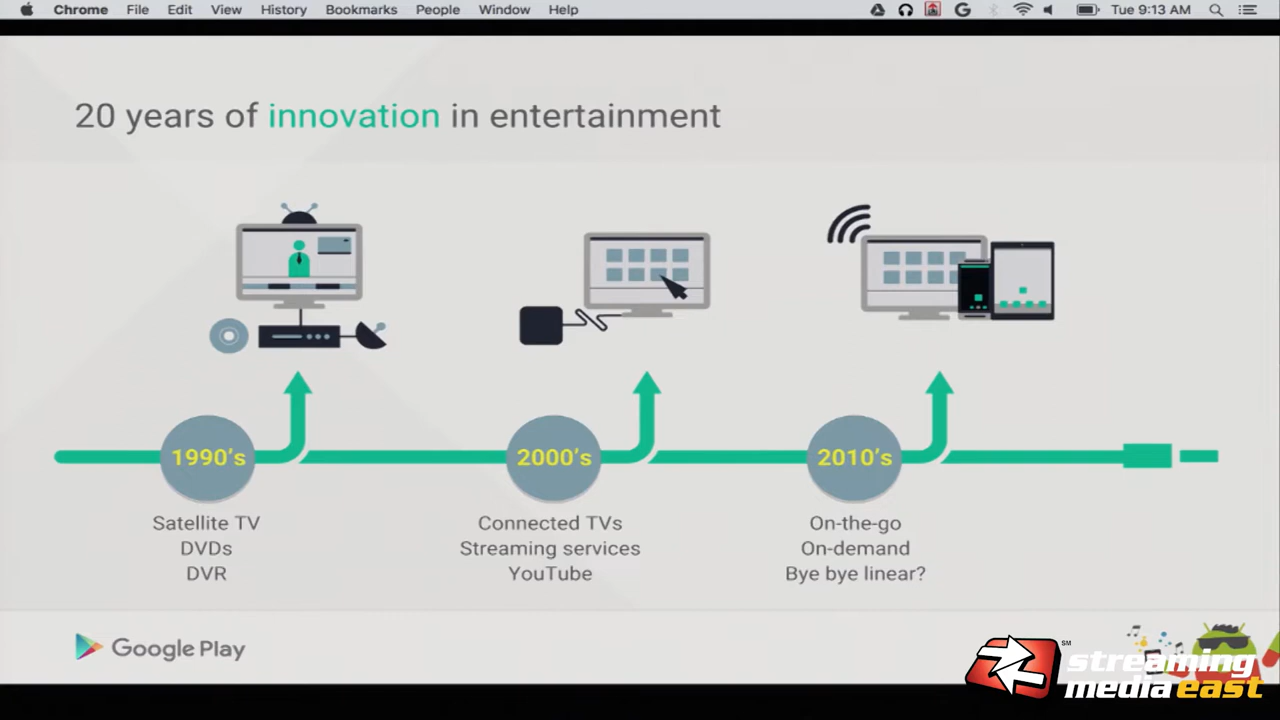 Chrome File Edit View History Bookmarks People Window Help Tue 9:13 AM
20 years of innovation in entertainment
1990's 2000's 2010's
Satellite TV Connected TVs On-the-go
DVDs Streaming services On-demand
DVR YouTube Bye bye linear?
Google Play
streaming SM
media east